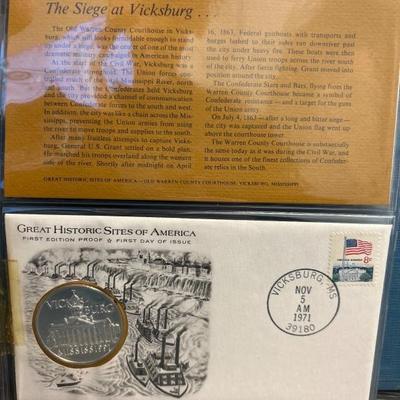 The Siege at Vicksburg . . .
The Old Warren County Courthouse in Vicks-
burg, which still looks formidable enough to stand
up under a siege, was the center of one of the most
dramatic military campaigns in American history.
At the start of the Civil War, Vicksburg was a
Confederate strong The Union forces con-
trolled much of the Mississippi River, north
and south. But the Confederates held Vicksburg
and the city provided a channel of communication
between Confederate forces to the south and west.
In addition, the city was like a chain across the Mis-
sissippi, preventing the Union armies from using
the river to move troops and supplies to the south.
After many fruitless attempts to capture Vicks-
burg, General U.S. Grant settled on a bold plan.
He marched his troops overland along the western
side of the river. Shortly after midnight on April
16, 1863, Federal gunboats with transports and
barges lashed to their sides ran downriver past
the city under heavy fire. These boats were then
used to ferry Union troops across the river south
of the city. After fierce fighting, Grant moved into
position around the city.
The Confederate Stars and Bars, flying from the
Warren County Courthouse became a symbol of
Confederate resistance - and a target for the guns
of the Union army.
On July 4, 1863 — after a long and bitter siege —
the city was captured and the Union flag went up
above the courthouse tower.
The Warren County Courthouse is substantially
the same today as it was during the Civil War, and
it houses one of the finest collections of Confeder-
ate relics in the South.
GREAT HISTORIC SITES OF AMERICA—OLD WARREN COUNTY COURTHOUSE, VICKSBURG, MISSISSIPPI
GREAT HISTORIC SITES OF AMERICA
FIRST EDITION PROOF ★ FIRST DAY OF ISSUE
VICKSBURG
MISSISSIPPI
VICKSBURG, MS
NOV
5
AM
1971
39180
8c